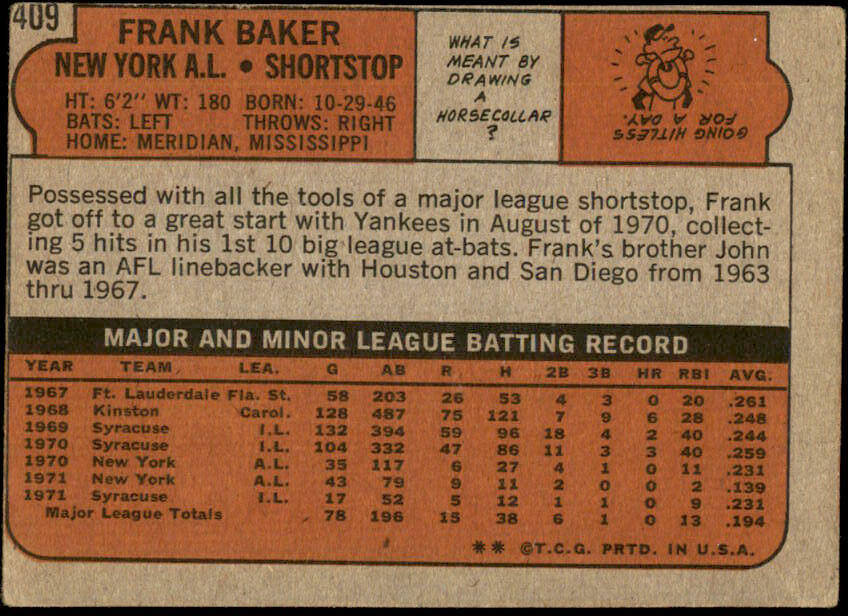 409
FRANK BAKER
NEW YORK A.L. • SHORTSTOP
HT: 6'2" WT: 180 BORN: 10-29-46
BATS: LEFT THROWS: RIGHT
HOME: MERIDIAN, MISSISSIPPI
WHAT IS
MEANT BY
DRAWING
A
HORSECOLLAR
?
GOING HITLESS
FOR A DAY.
Possessed with all the tools of a major league shortstop, Frank
got off to a great start with Yankees in August of 1970, collect-
ing 5 hits in his 1st 10 big league at-bats. Frank's brother John
was an AFL linebacker with Houston and San Diego from 1963
thru 1967.
MAJOR AND MINOR LEAGUE BATTING RECORD
YEAR TEAM LEA. G AB R H 2B 3B HR RBI AVG.
1967 Ft. Lauderdale Fla. St. 58 203 26 53 4 3 0 20 .261
1968 Kinston Carol. 128 487 75 121 7 9 6 28 .248
1969 Syracuse I.L. 132 394 59 96 18 4 2 40 .244
1970 Syracuse I.L. 104 332 47 86 11 3 3 40 .259
1970 New York A.L. 35 117 6 27 4 1 0 11 .231
1971 New York A.L. 43 79 9 11 2 0 0 2 .139
1971 Syracuse I.L. 17 52 5 12 1 1 0 9 .231
Major League Totals 78 196 15 38 6 1 0 13 .194
** ©T.C.G. PRTD. IN U.S.A.